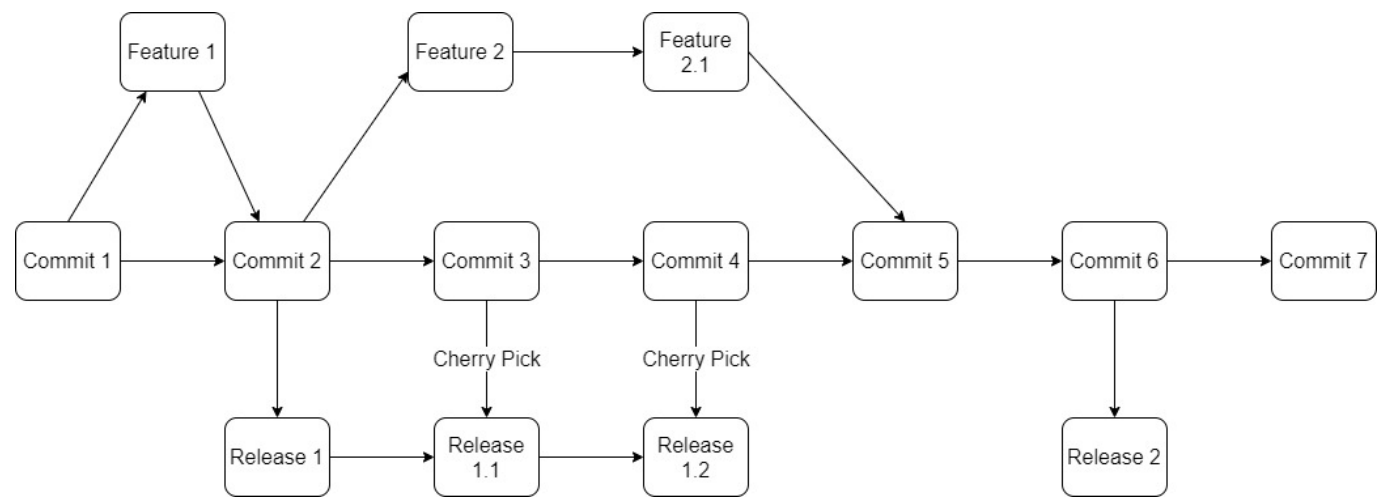 Feature 1
Feature 2
Feature
2.1
Commit 1
Commit 2
Commit 3
Commit 4
Commit 5
Commit 6
Commit 7
Cherry Pick
Cherry Pick
Release 1
Release
1.1
Release
1.2
Release 2